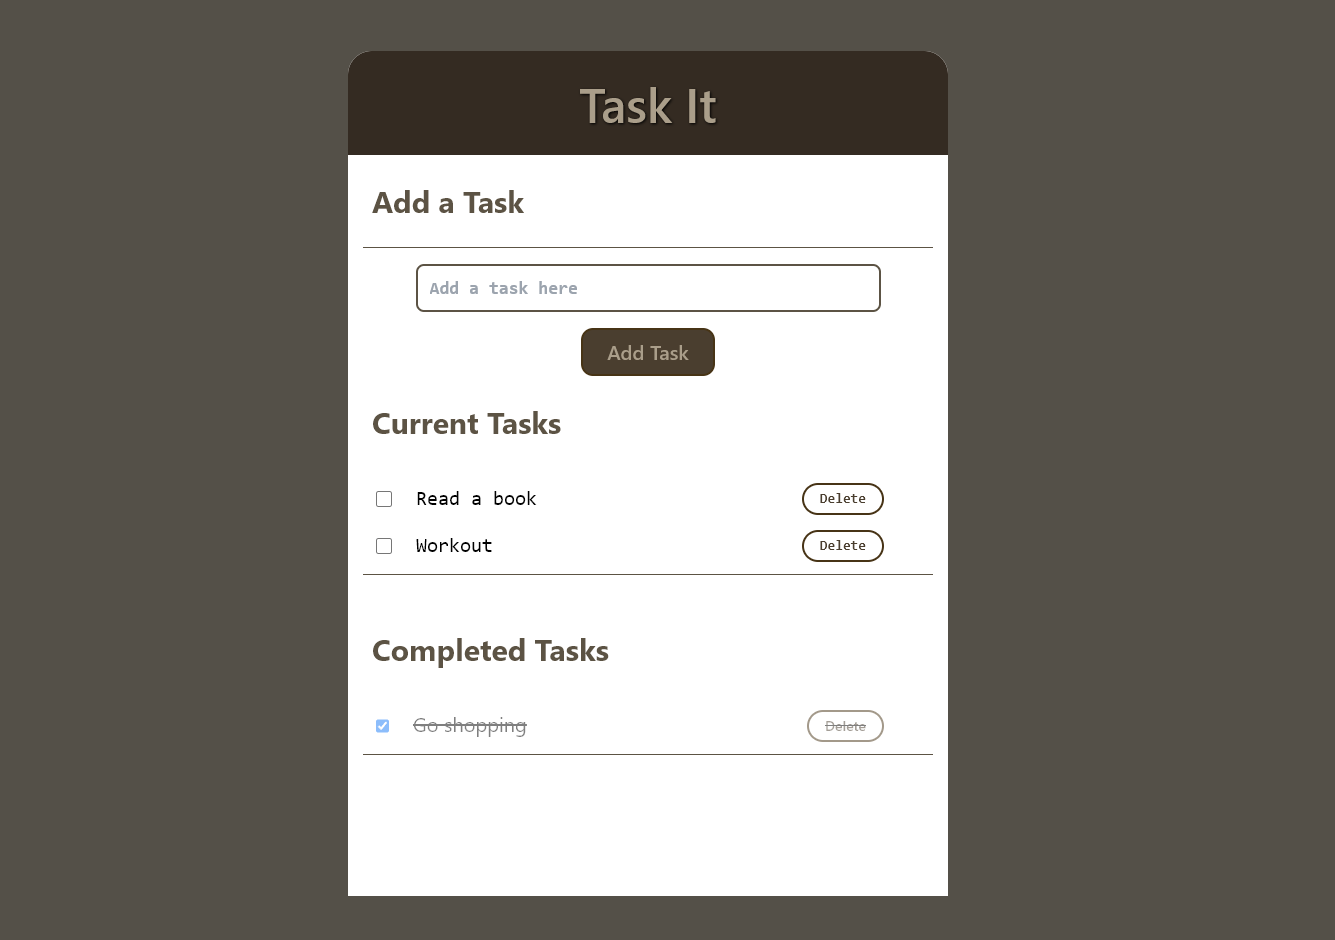 Task It
Add a Task
Add a task here
Add Task
Current Tasks
Read a book Delete
Workout Delete
Completed Tasks
Go shopping Delete